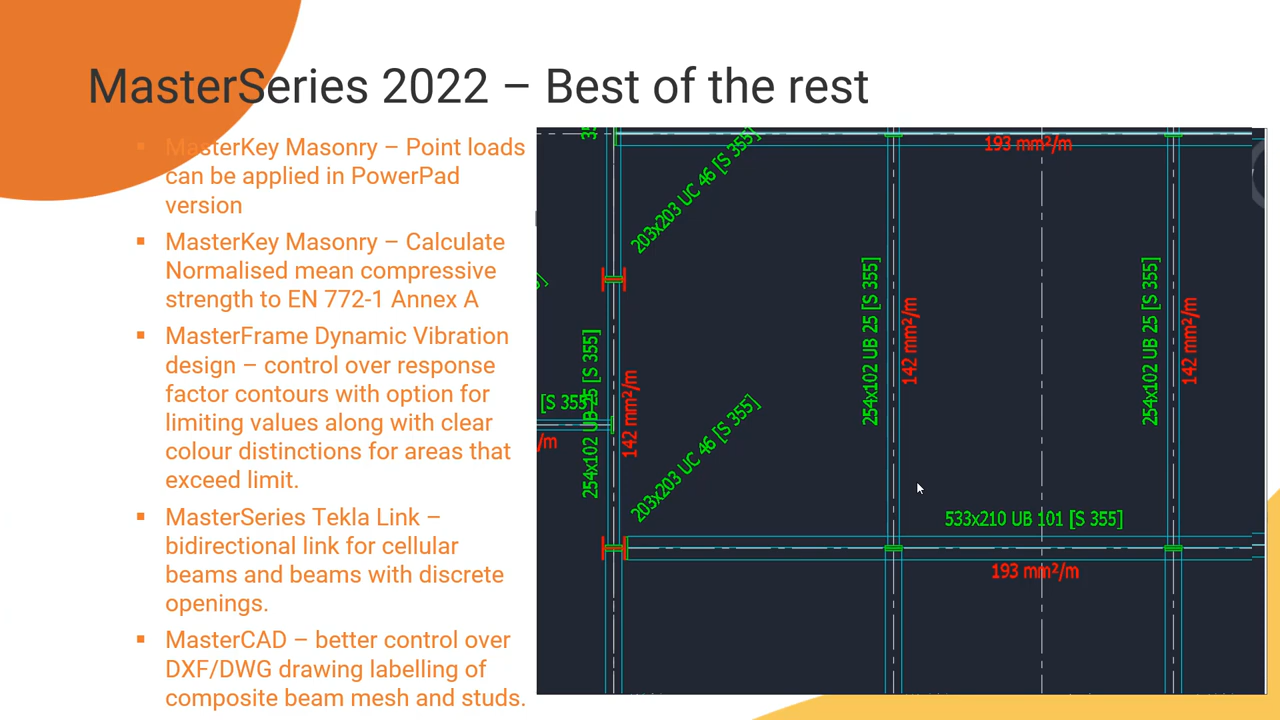 MasterSeries 2022 – Best of the rest
▪ MasterKey Masonry – Point loads
can be applied in PowerPad
version
▪ MasterKey Masonry – Calculate
Normalised mean compressive
strength to EN 772-1 Annex A
▪ MasterFrame Dynamic Vibration
design – control over response
factor contours with option for
limiting values along with clear
colour distinctions for areas that
exceed limit.
▪ MasterSeries Tekla Link –
bidirectional link for cellular
beams and beams with discrete
openings.
▪ MasterCAD – better control over
DXF/DWG drawing labelling of
composite beam mesh and studs.
193 mm²/m
203x203 UC 46 [S 355]
254x102 UB 25 [S 355]
142 mm²/m
254x102 UB 25 [S 355]
142 mm²/m
254x102 UB 25 [S 355]
142 mm²/m
[S 355]
/m
203x203 UC 46 [S 355]
533x210 UB 101 [S 355]
193 mm²/m